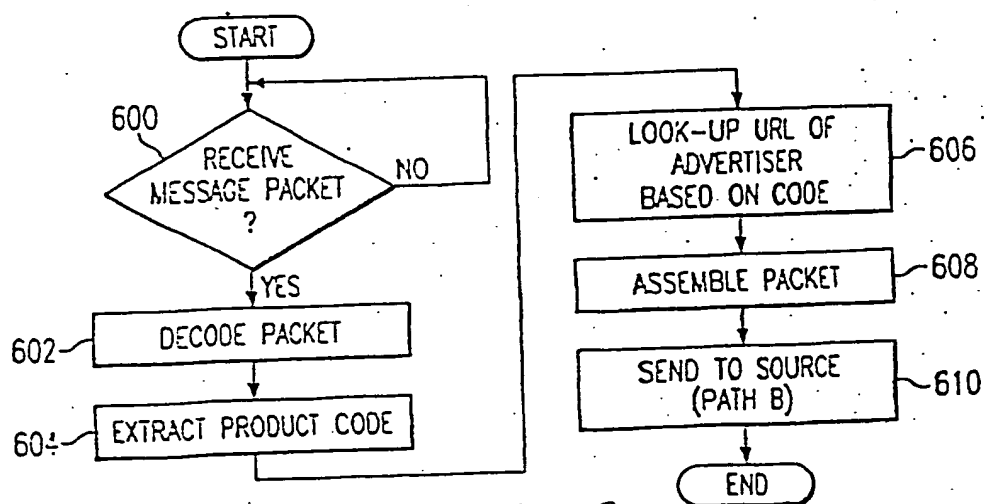 START
600
RECEIVE
MESSAGE PACKET
?
NO
YES
602
DECODE PACKET
604
EXTRACT PRODUCT CODE
LOOK-UP URL OF
ADVERTISER
BASED ON CODE
606
ASSEMBLE PACKET
608
SEND TO SOURCE
(PATH B)
610
END